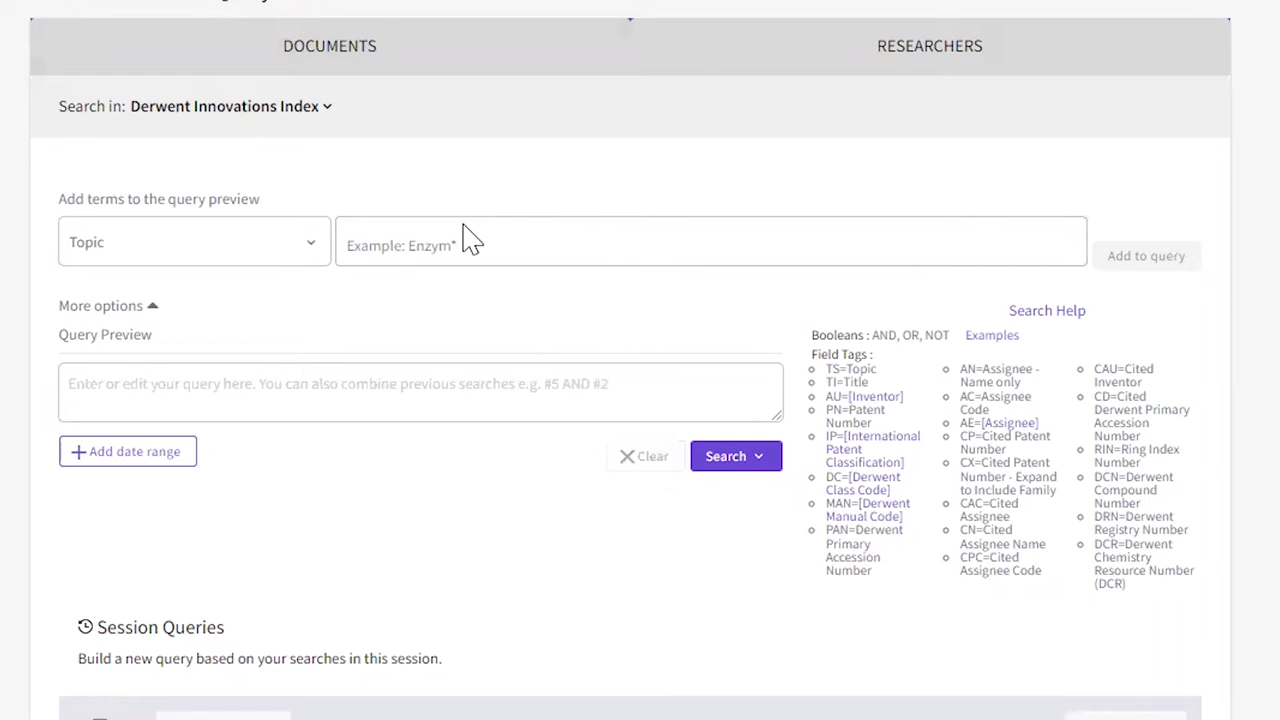 DOCUMENTS
RESEARCHERS
Search in: Derwent Innovations Index
Add terms to the query preview
Topic
Example: Enzym*
Add to query
More options
Query Preview
Enter or edit your query here. You can also combine previous searches e.g. #5 AND #2
Add date range
Clear
Search
Search Help
Booleans : AND, OR, NOT Examples
Field Tags :
TS=Topic
TI=Title
AU=[Inventor]
PN=Patent
Number
IP=[International
Patent
Classification]
DC=[Derwent
Class Code]
MAN=[Derwent
Manual Code]
PAN=Derwent
Primary
Accession
Number
AN=Assignee -
Name only
AC=Assignee
Code
AE=[Assignee]
CP=Cited Patent
Number
CX=Cited Patent
Number - Expand
to Include Family
CAC=Cited
Assignee
CN=Cited
Assignee Name
CPC=Cited
Assignee Code
CAU=Cited
Inventor
CD=Cited
Derwent Primary
Accession
Number
RIN=Ring Index
Number
DCN=Derwent
Compound
Number
DRN=Derwent
Registry Number
DCR=Derwent
Chemistry
Resource Number
(DCR)
Session Queries
Build a new query based on your searches in this session.